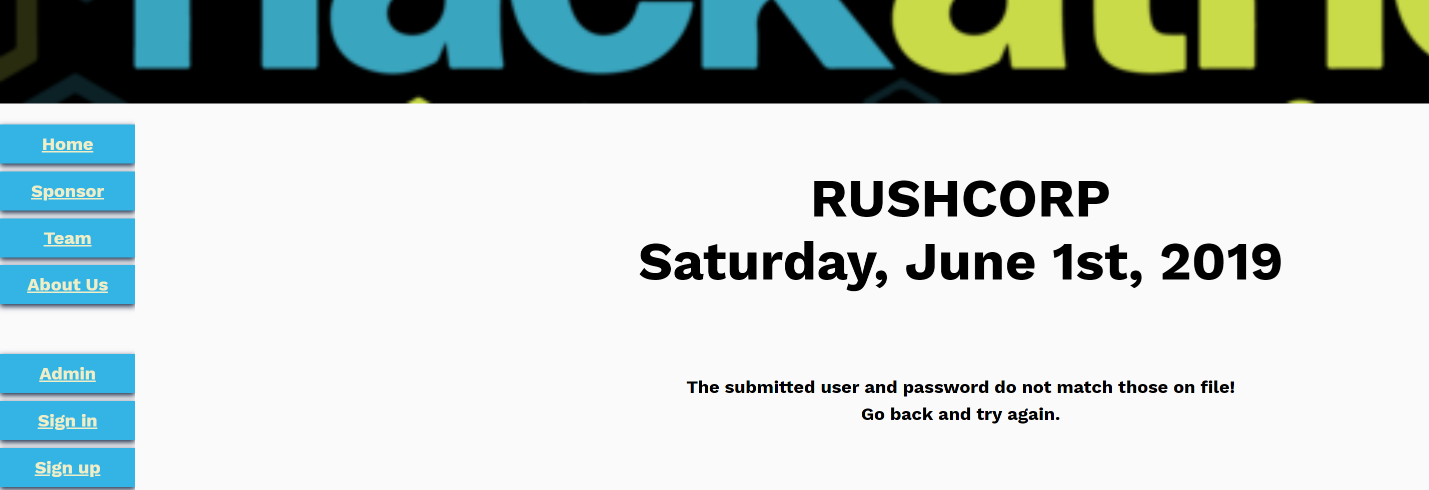 Home
Sponsor
Team
About Us
Admin
Sign in
Sign up
RUSHCORP
Saturday, June 1st, 2019
The submitted user and password do not match those on file!
Go back and try again.